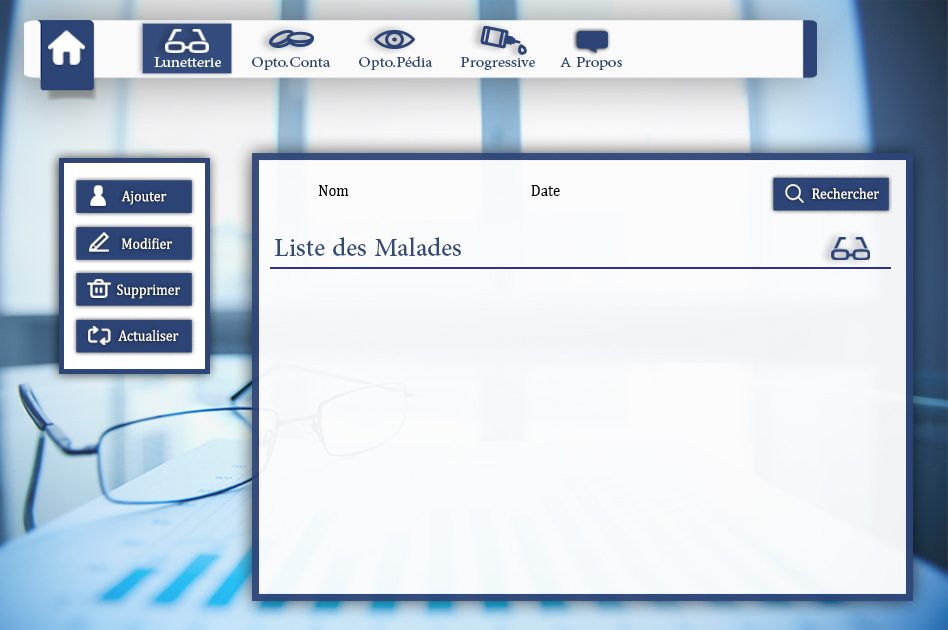 Lunetterie
Opto.Conta
Opto.Pédia
Progressive
A Propos
Ajouter
Modifier
Supprimer
Actualiser
Nom
Date
Rechercher
Liste des Malades